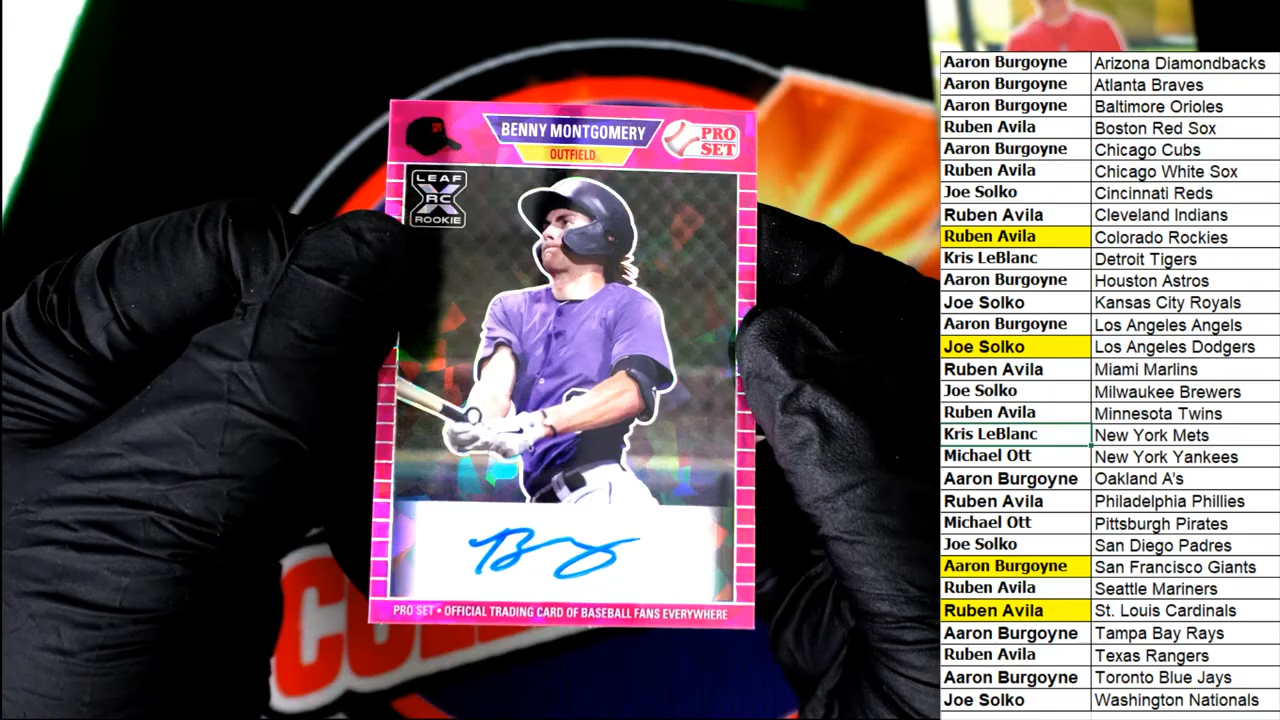 BENNY MONTGOMERY
OUTFIELD
PRO
SET
LEAF
RC
ROOKIE
PRO SET • OFFICIAL TRADING CARD OF BASEBALL FANS EVERYWHERE
Aaron Burgoyne Arizona Diamondbacks
Aaron Burgoyne Atlanta Braves
Aaron Burgoyne Baltimore Orioles
Ruben Avila Boston Red Sox
Aaron Burgoyne Chicago Cubs
Ruben Avila Chicago White Sox
Joe Solko Cincinnati Reds
Ruben Avila Cleveland Indians
Ruben Avila Colorado Rockies
Kris LeBlanc Detroit Tigers
Aaron Burgoyne Houston Astros
Joe Solko Kansas City Royals
Aaron Burgoyne Los Angeles Angels
Joe Solko Los Angeles Dodgers
Ruben Avila Miami Marlins
Joe Solko Milwaukee Brewers
Ruben Avila Minnesota Twins
Kris LeBlanc New York Mets
Michael Ott New York Yankees
Aaron Burgoyne Oakland A's
Ruben Avila Philadelphia Phillies
Michael Ott Pittsburgh Pirates
Joe Solko San Diego Padres
Aaron Burgoyne San Francisco Giants
Ruben Avila Seattle Mariners
Ruben Avila St. Louis Cardinals
Aaron Burgoyne Tampa Bay Rays
Ruben Avila Texas Rangers
Aaron Burgoyne Toronto Blue Jays
Joe Solko Washington Nationals